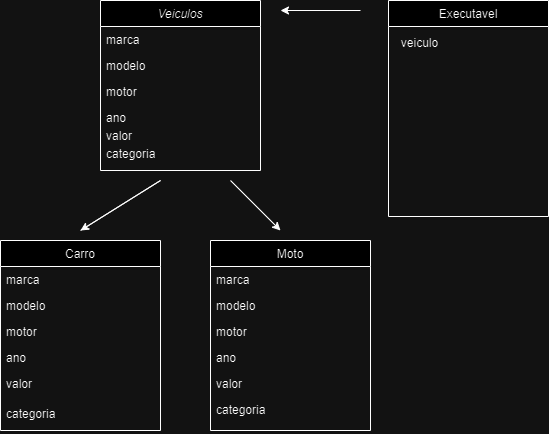 Veiculos
marca
modelo
motor
ano
valor
categoria
Executavel
veiculo
Carro
marca
modelo
motor
ano
valor
categoria
Moto
marca
modelo
motor
ano
valor
categoria